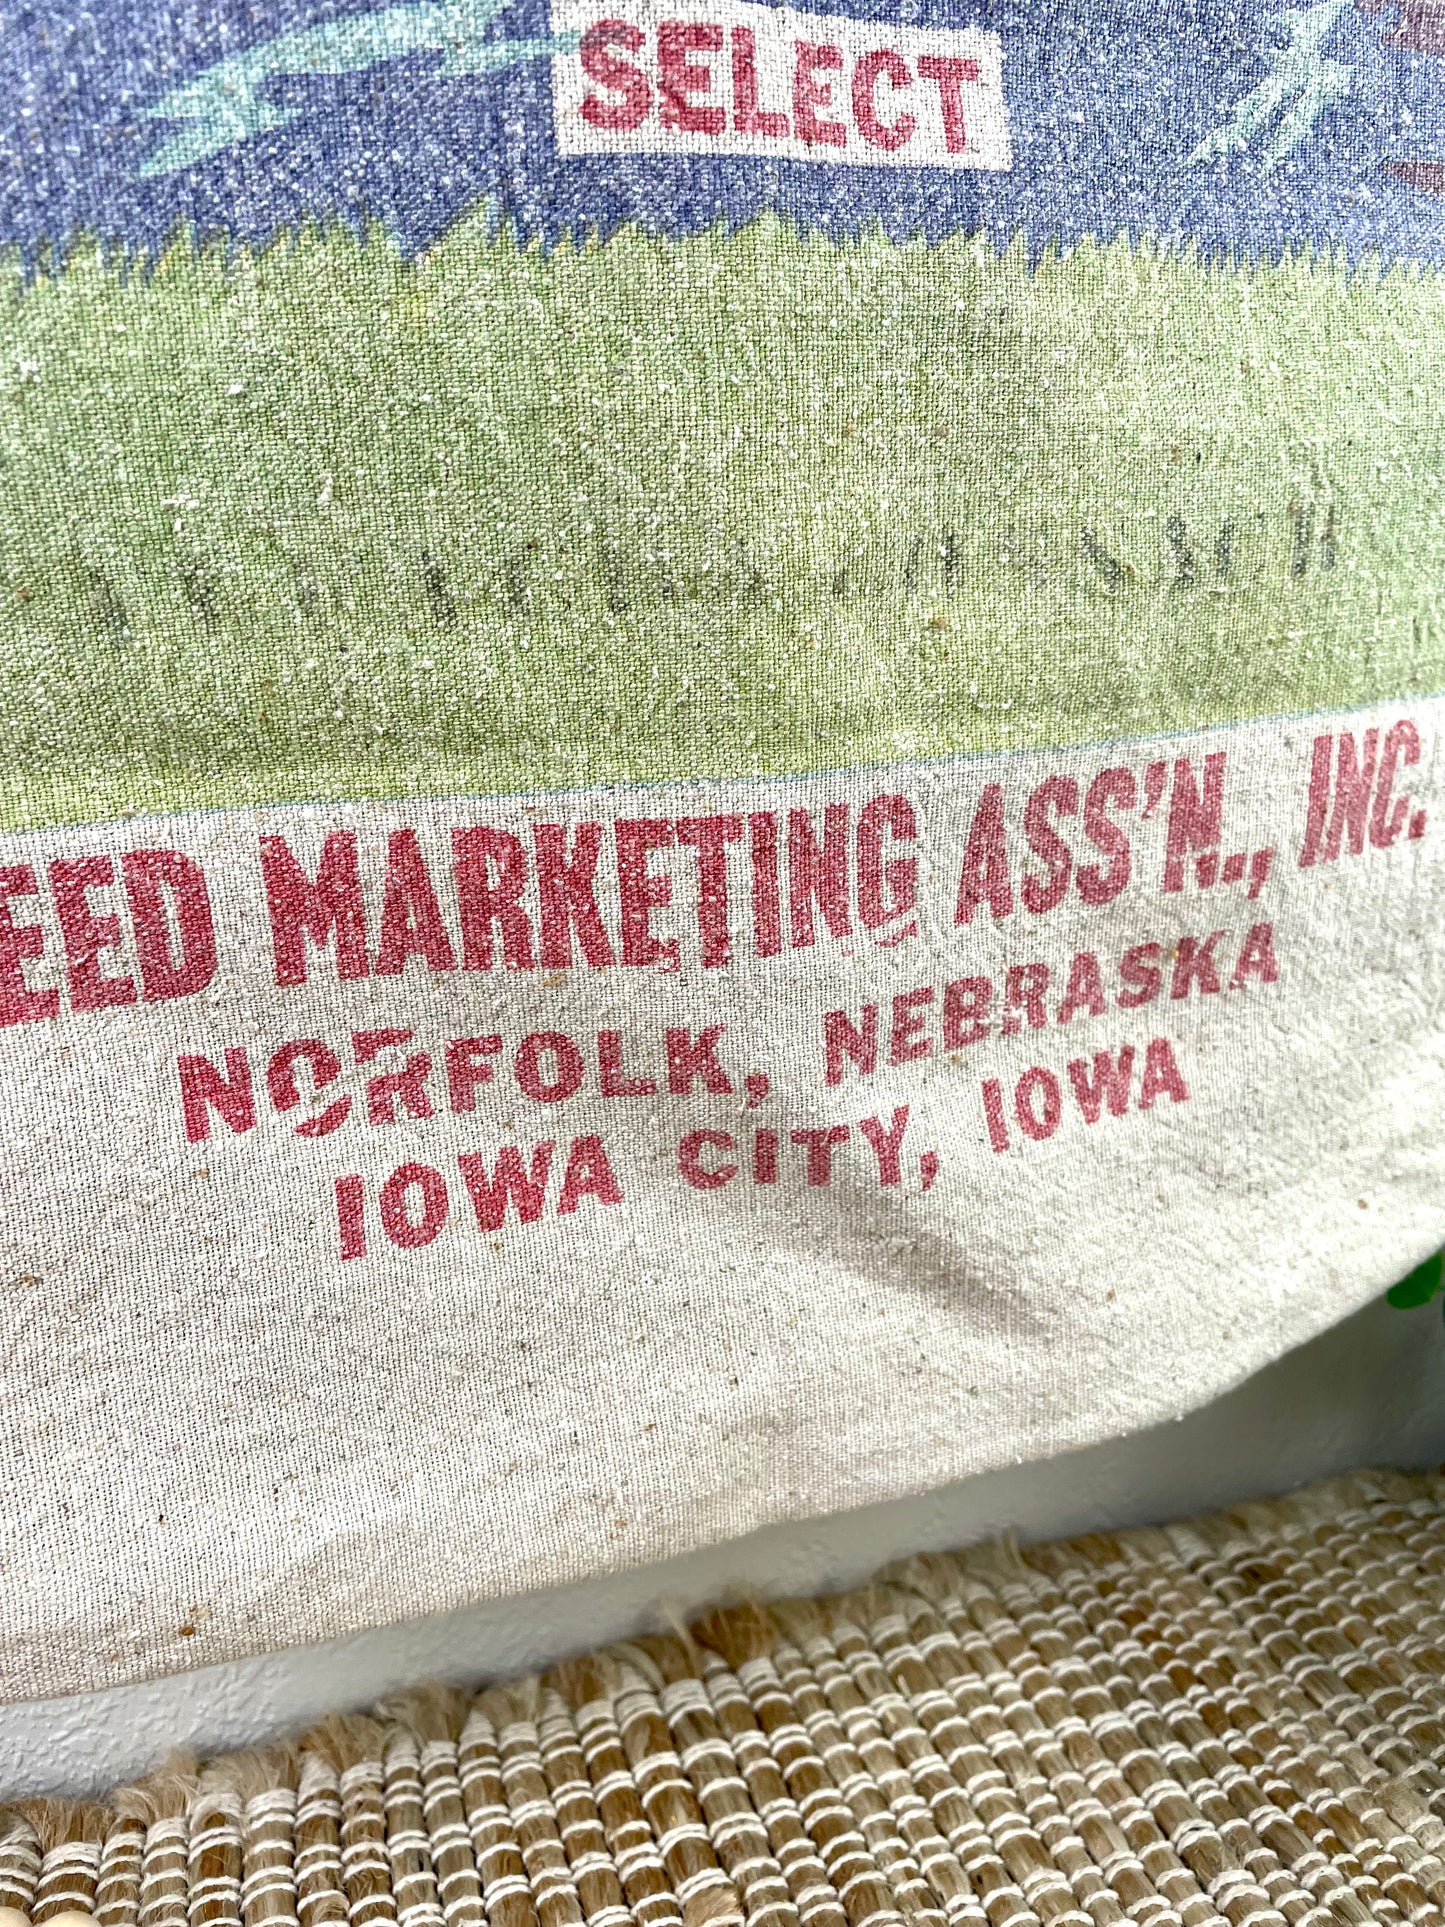 SELECT
EED MARKETING ASS'N., INC.
NORFOLK, NEBRASKA
IOWA CITY, IOWA